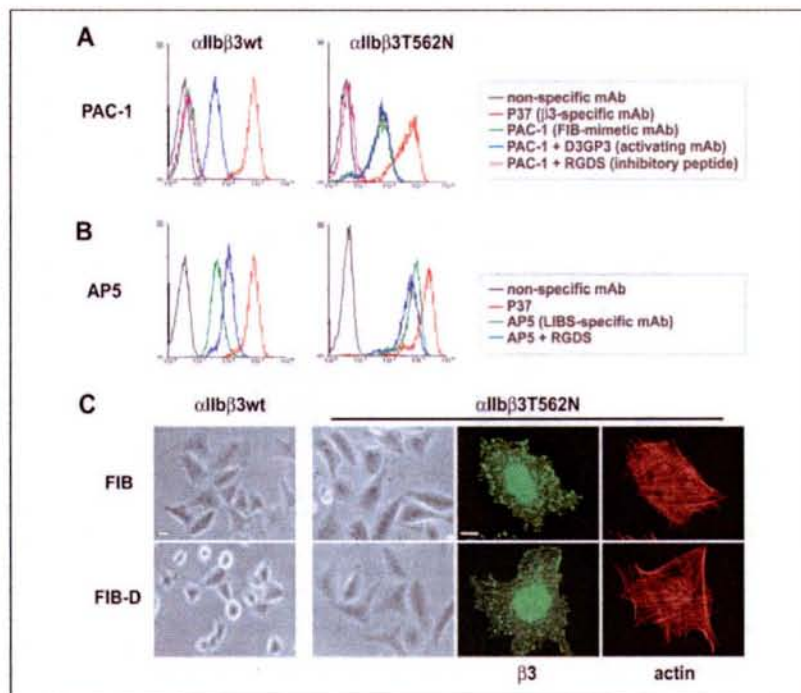 A
αIIbβ3wt
αIIbβ3T562N
PAC-1
non-specific mAb
P37 (β3-specific mAb)
PAC-1 (FIB-mimetic mAb)
PAC-1 + D3GP3 (activating mAb)
PAC-1 + RGDS (inhibitory peptide)
B
AP5
non-specific mAb
P37
AP5 (LIBS-specific mAb)
AP5 + RGDS
C
αIIbβ3wt
αIIbβ3T562N
FIB
FIB-D
β3
actin